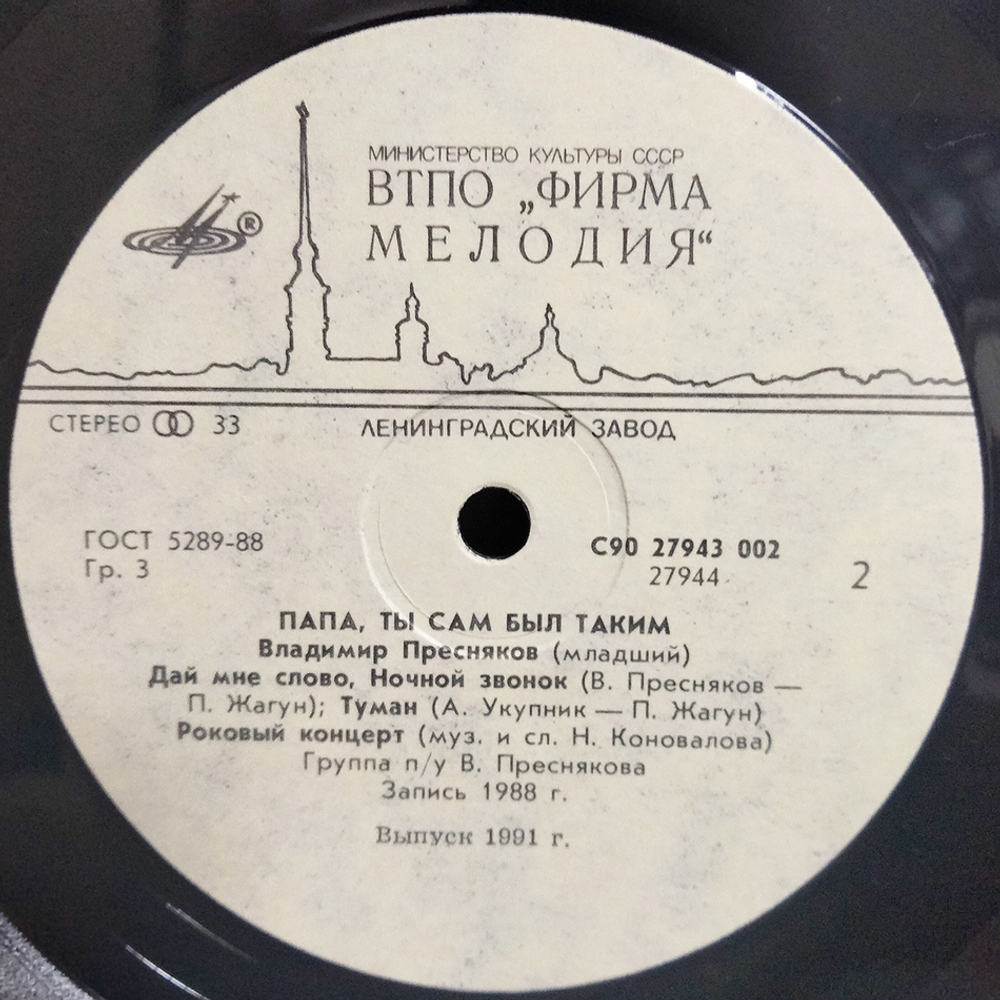 МИНИСТЕРСТВО КУЛЬТУРЫ СССР
ВТПО „ФИРМА
МЕЛОДИЯ“
®
СТЕРЕО 33
ЛЕНИНГРАДСКИЙ ЗАВОД
ГОСТ 5289-88
Гр. 3
С90 27943 002
27944
2
ПАПА, ТЫ САМ БЫЛ ТАКИМ
Владимир Пресняков (младший)
Дай мне слово, Ночной звонок (В. Пресняков —
П. Жагун); Туман (А. Укупник — П. Жагун)
Роковый концерт (муз. и сл. Н. Коновалова)
Группа п/у В. Преснякова
Запись 1988 г.
Выпуск 1991 г.